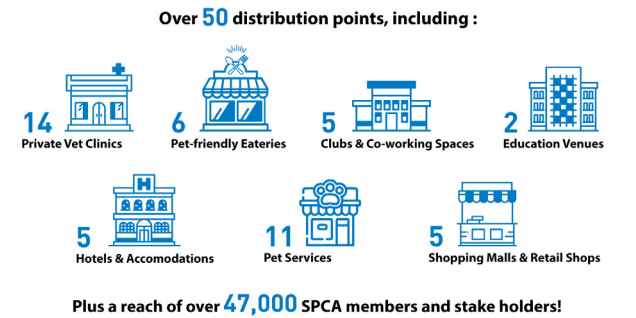 Over 50 distribution points, including :
14
Private Vet Clinics
6
Pet-friendly Eateries
5
Clubs & Co-working Spaces
2
Education Venues
H
5
Hotels & Accomodations
11
Pet Services
5
Shopping Malls & Retail Shops
Plus a reach of over 47,000 SPCA members and stake holders!